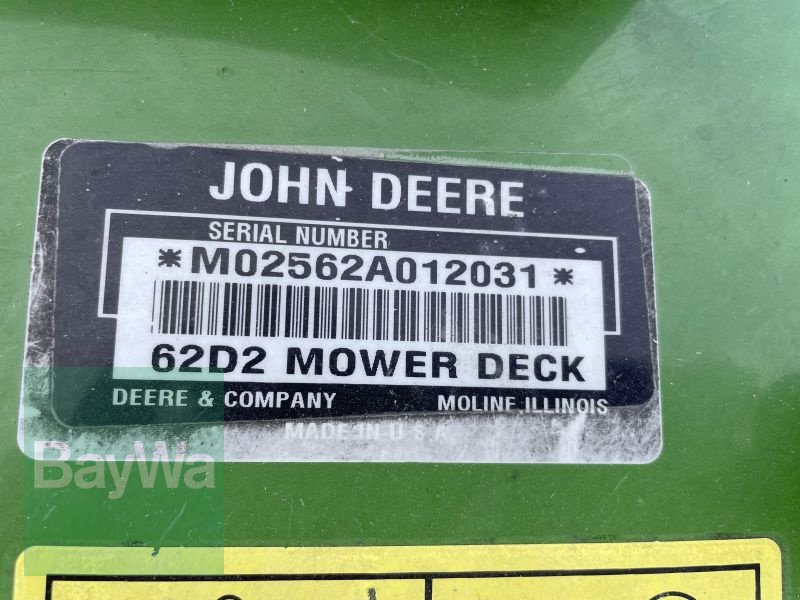 JOHN DEERE
SERIAL NUMBER
*M02562A012031*
62D2 MOWER DECK
DEERE & COMPANY MOLINE, ILLINOIS
MADE IN U.S.A.
BayWa